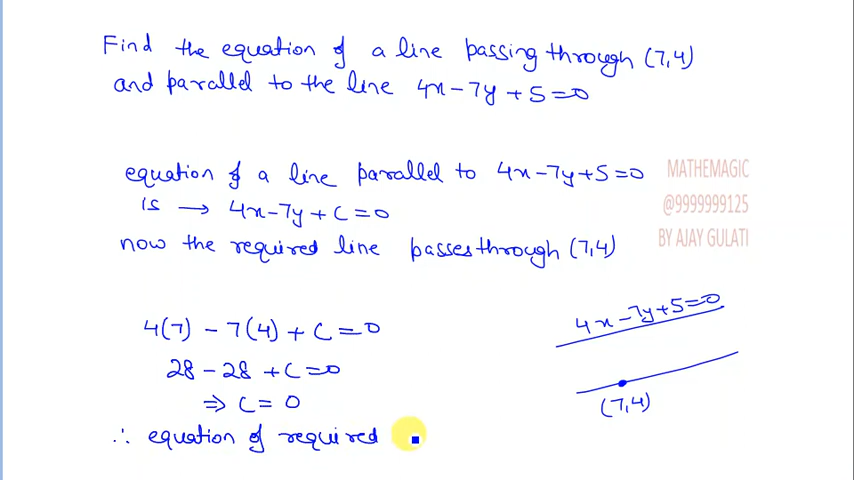 Find the equation of a line passing through (7,4)
and parallel to the line 4x-7y+5=0
equation of a line parallel to 4x-7y+5=0
is → 4x-7y+c=0
now the required line passes through (7,4)
MATHEMAGIC
@9999999125
BY AJAY GULATI
4(7) - 7(4) + c = 0
28 - 28 + c = 0
⇒ c = 0
∴ equation of required
4x-7y+5=0
(7,4)